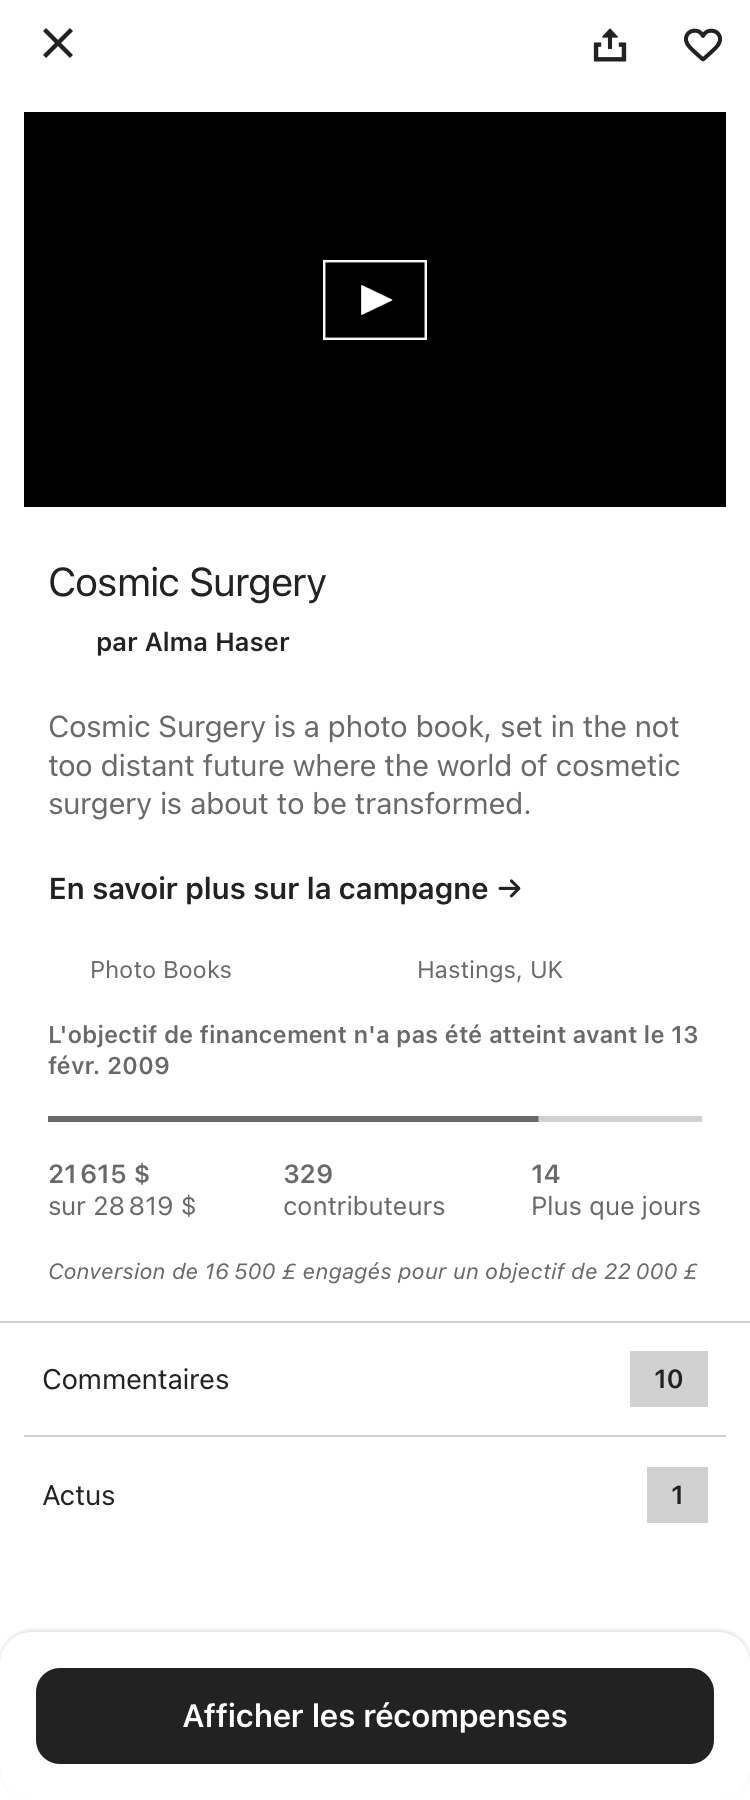 Cosmic Surgery
par Alma Haser
Cosmic Surgery is a photo book, set in the not
too distant future where the world of cosmetic
surgery is about to be transformed.
En savoir plus sur la campagne →
Photo Books
Hastings, UK
L'objectif de financement n'a pas été atteint avant le 13
févr. 2009
21 615 $
sur 28 819 $
329
contributeurs
14
Plus que jours
Conversion de 16 500 £ engagés pour un objectif de 22 000 £
Commentaires
10
Actus
1
Afficher les récompenses